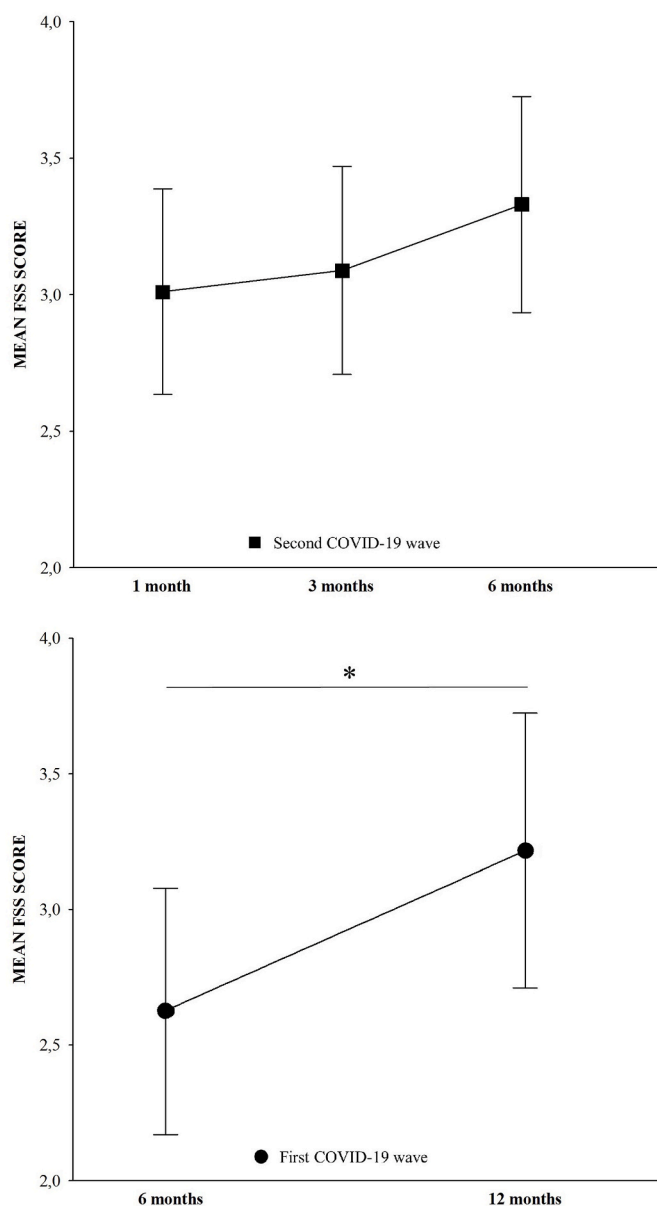 4,0
3,5
3,0
2,5
2,0
MEAN FSS SCORE
■ Second COVID-19 wave
1 month 3 months 6 months
4,0
3,5
3,0
2,5
2,0
MEAN FSS SCORE
*
● First COVID-19 wave
6 months 12 months